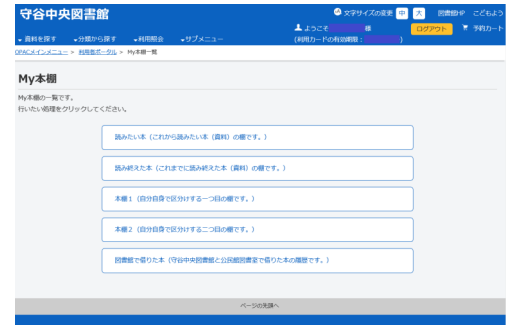 守谷中央図書館
文字サイズの変更 中 大 図書館HP こどもよう
ようこそ 様 ログアウト 予約カート
(利用カードの有効期限: )
資料を探す 分類から探す 利用照会 サブメニュー
OPACメインメニュー > 利用者ポータル > My本棚一覧
My本棚
My本棚の一覧です。
行いたい処理をクリックしてください。
読みたい本(これから読みたい本(資料)の棚です。)
読み終えた本(これまでに読み終えた本(資料)の棚です。)
本棚1(自分自身で区分けする一つ目の棚です。)
本棚2(自分自身で区分けする二つ目の棚です。)
図書館で借りた本(守谷中央図書館と公民館図書室で借りた本の履歴です。)
ページの先頭へ